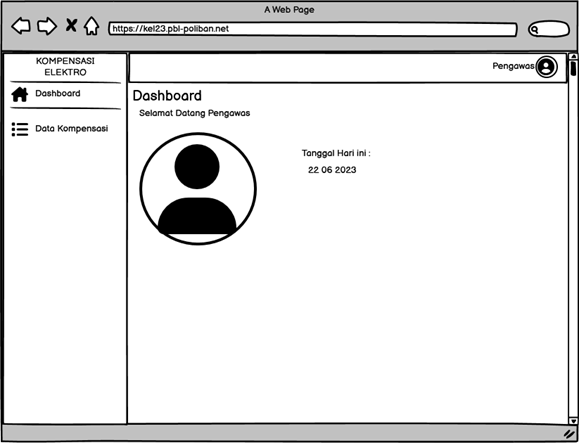 A Web Page
https://kel23.pbl-poliban.net
KOMPENSASI
ELEKTRO
Pengawas
Dashboard
Data Kompensasi
Dashboard
Selamat Datang Pengawas
Tanggal Hari ini :
22 06 2023